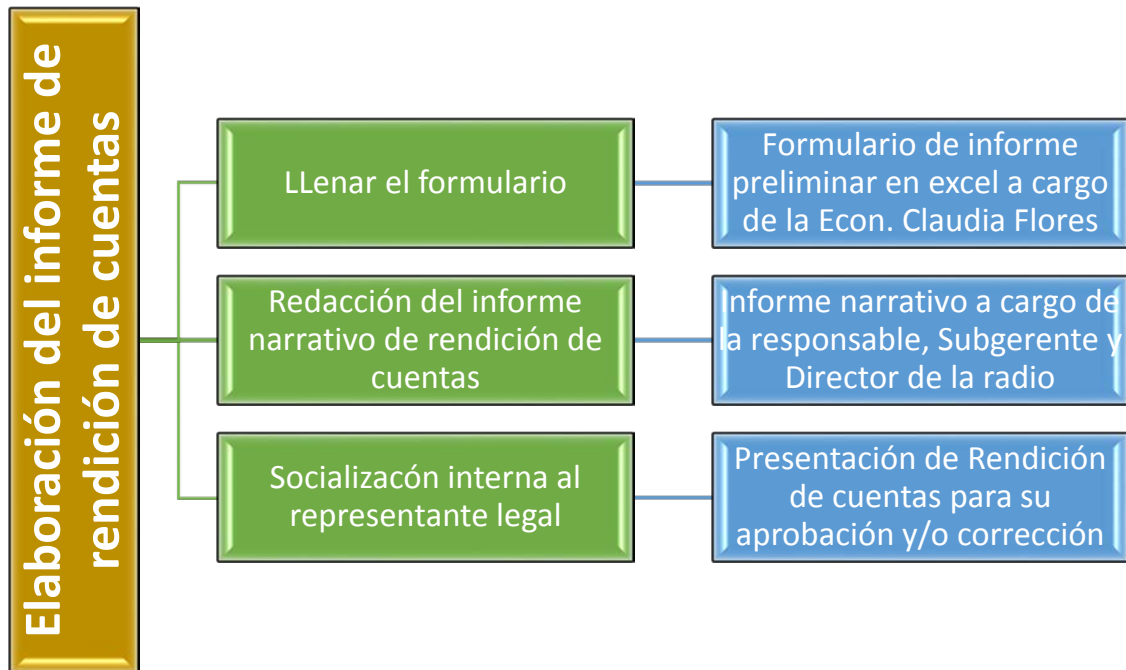 Elaboración del informe de
rendición de cuentas
LLenar el formulario
Formulario de informe
preliminar en excel a cargo
de la Econ. Claudia Flores
Redacción del informe
narrativo de rendición de
cuentas
Informe narrativo a cargo de
la responsable, Subgerente y
Director de la radio
Socializacón interna al
representante legal
Presentación de Rendición
de cuentas para su
aprobación y/o corrección